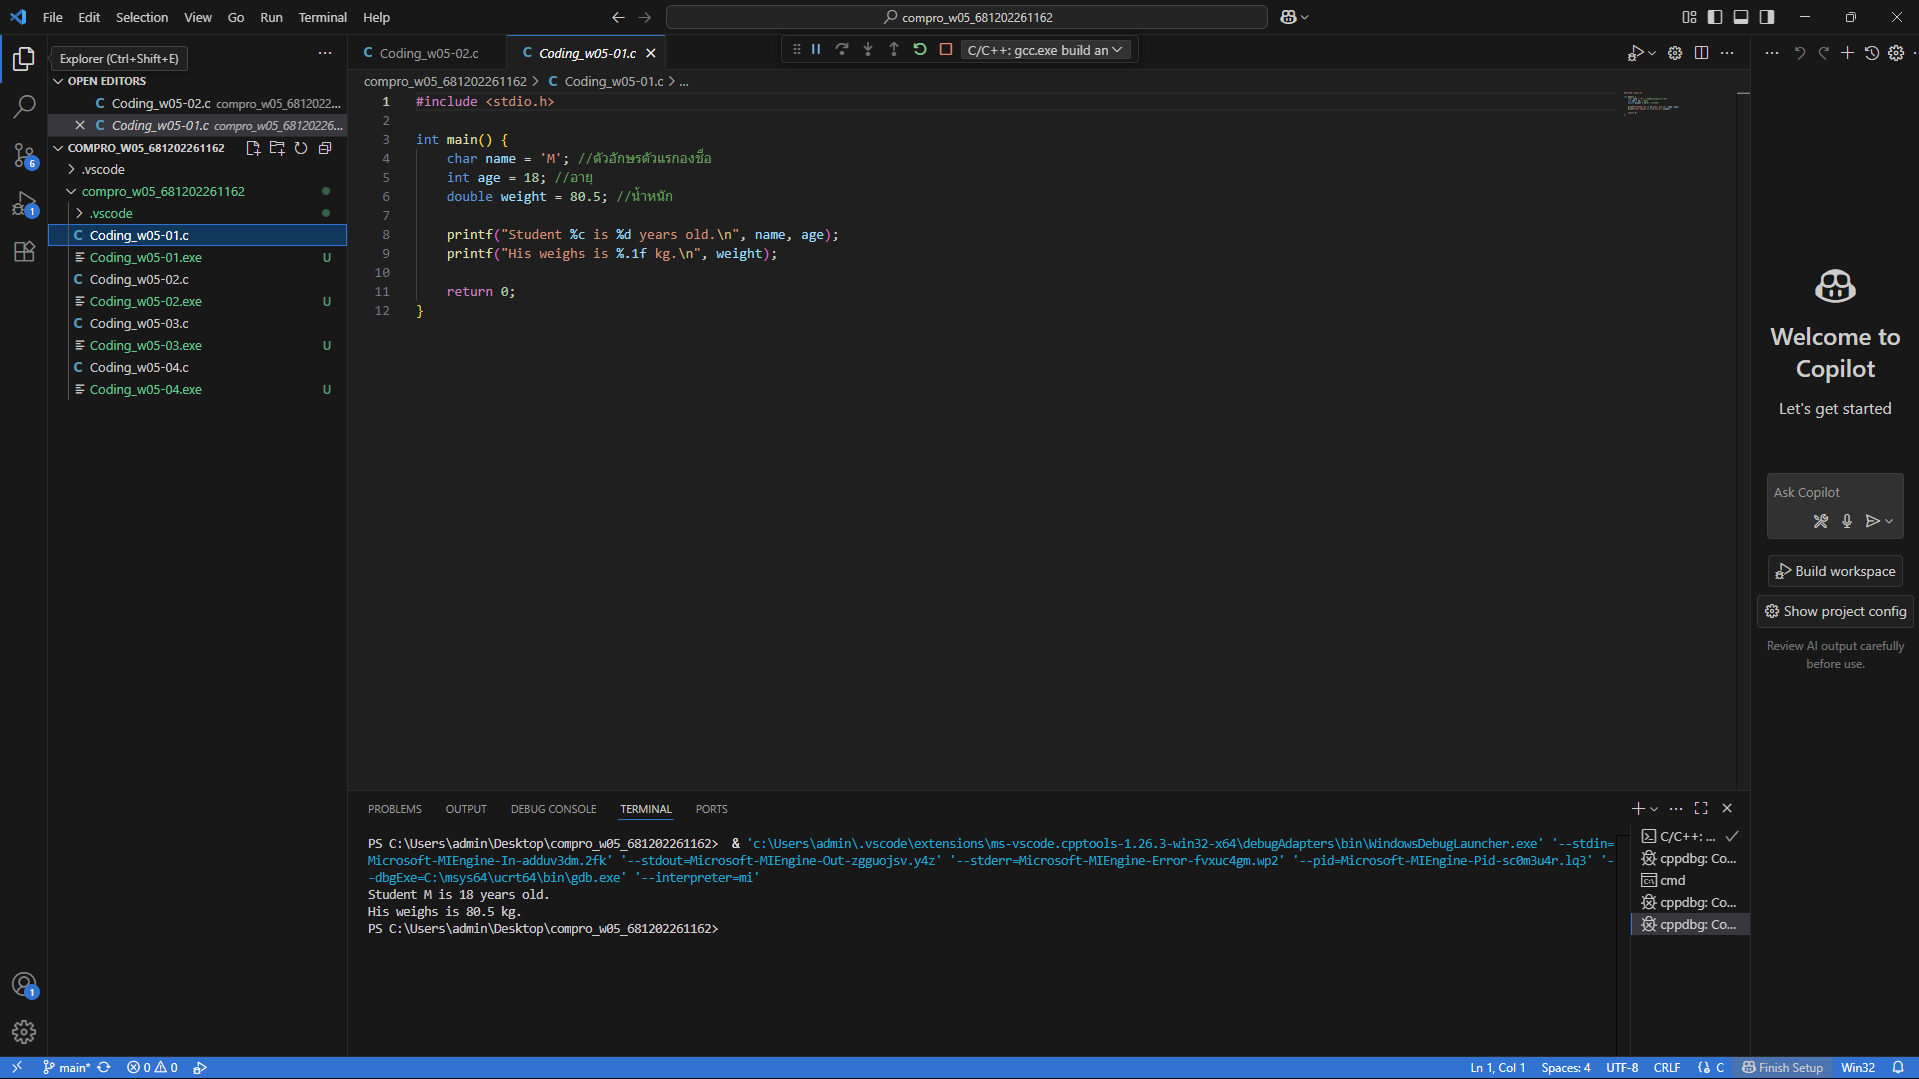 File Edit Selection View Go Run Terminal Help
compro_w05_681202261162
Explorer (Ctrl+Shift+E)
OPEN EDITORS
Coding_w05-02.c compro_w05_6812022...
Coding_w05-01.c compro_w05_68120226...
COMPRO_W05_681202261162
.vscode
compro_w05_681202261162
.vscode
Coding_w05-01.c
Coding_w05-01.exe U
Coding_w05-02.c
Coding_w05-02.exe U
Coding_w05-03.c
Coding_w05-03.exe U
Coding_w05-04.c
Coding_w05-04.exe U
6
1
1
Coding_w05-02.c Coding_w05-01.c
C/C++: gcc.exe build an
compro_w05_681202261162 > C Coding_w05-01.c > ...
1 #include <stdio.h>
2
3 int main() {
4 char name = 'M'; //ตัวอักษรตัวแรกองชื่อ
5 int age = 18; //อายุ
6 double weight = 80.5; //น้ำหนัก
7
8 printf("Student %c is %d years old.\n", name, age);
9 printf("His weighs is %.1f kg.\n", weight);
10
11 return 0;
12 }
Welcome to
Copilot
Let's get started
Ask Copilot
Build workspace
Show project config
Review AI output carefully
before use.
PROBLEMS OUTPUT DEBUG CONSOLE TERMINAL PORTS
PS C:\Users\admin\Desktop\compro_w05_681202261162> & 'c:\Users\admin\.vscode\extensions\ms-vscode.cpptools-1.26.3-win32-x64\debugAdapters\bin\WindowsDebugLauncher.exe' '--stdin=
Microsoft-MIEngine-In-adduv3dm.2fk' '--stdout=Microsoft-MIEngine-Out-zgguojsv.y4z' '--stderr=Microsoft-MIEngine-Error-fvxuc4gm.wp2' '--pid=Microsoft-MIEngine-Pid-sc0m3u4r.lq3' '-
-dbgExe=C:\msys64\ucrt64\bin\gdb.exe' '--interpreter=mi'
Student M is 18 years old.
His weighs is 80.5 kg.
PS C:\Users\admin\Desktop\compro_w05_681202261162>
C/C++: ...
cppdbg: Co...
cmd
cppdbg: Co...
cppdbg: Co...
main* 0 0
Ln 1, Col 1 Spaces: 4 UTF-8 CRLF {} C Finish Setup Win32